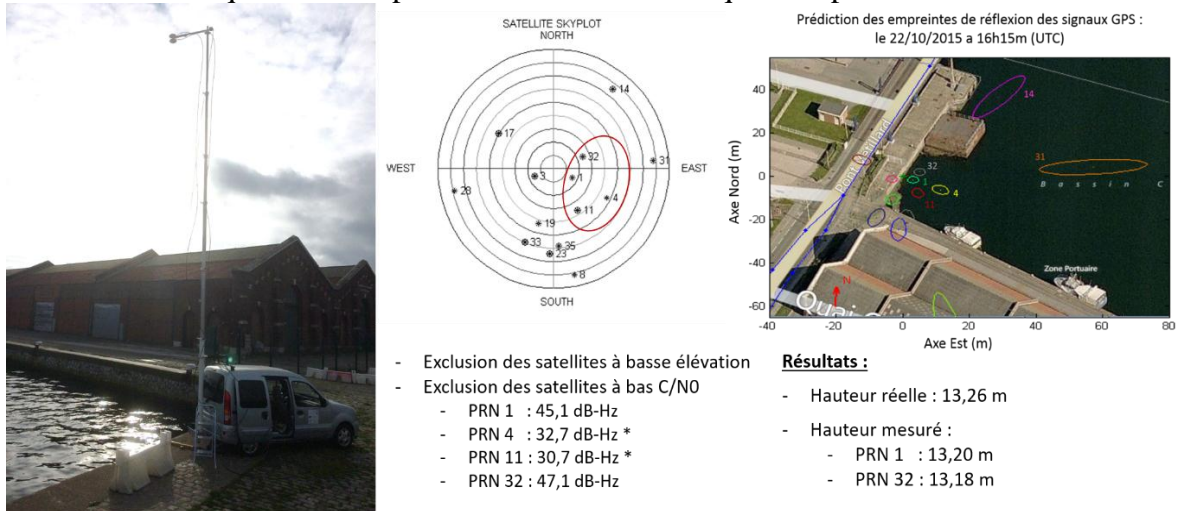 SATELLITE SKYPLOT
NORTH
14
17
32
31
WEST
EAST
3
1
28
4
11
19
33
35
23
8
SOUTH
Prédiction des empreintes de réflexion des signaux GPS :
le 22/10/2015 a 16h15m (UTC)
Axe Nord (m)
40
20
0
-20
-40
-60
14
32
31
1
4
11
Bassin C
Zone Portuaire
N
Quai
-40
-20
0
20
40
60
80
Axe Est (m)
- Exclusion des satellites à basse élévation
- Exclusion des satellites à bas C/N0
- PRN 1 : 45,1 dB-Hz
- PRN 4 : 32,7 dB-Hz *
- PRN 11 : 30,7 dB-Hz *
- PRN 32 : 47,1 dB-Hz
Résultats :
- Hauteur réelle : 13,26 m
- Hauteur mesuré :
- PRN 1 : 13,20 m
- PRN 32 : 13,18 m